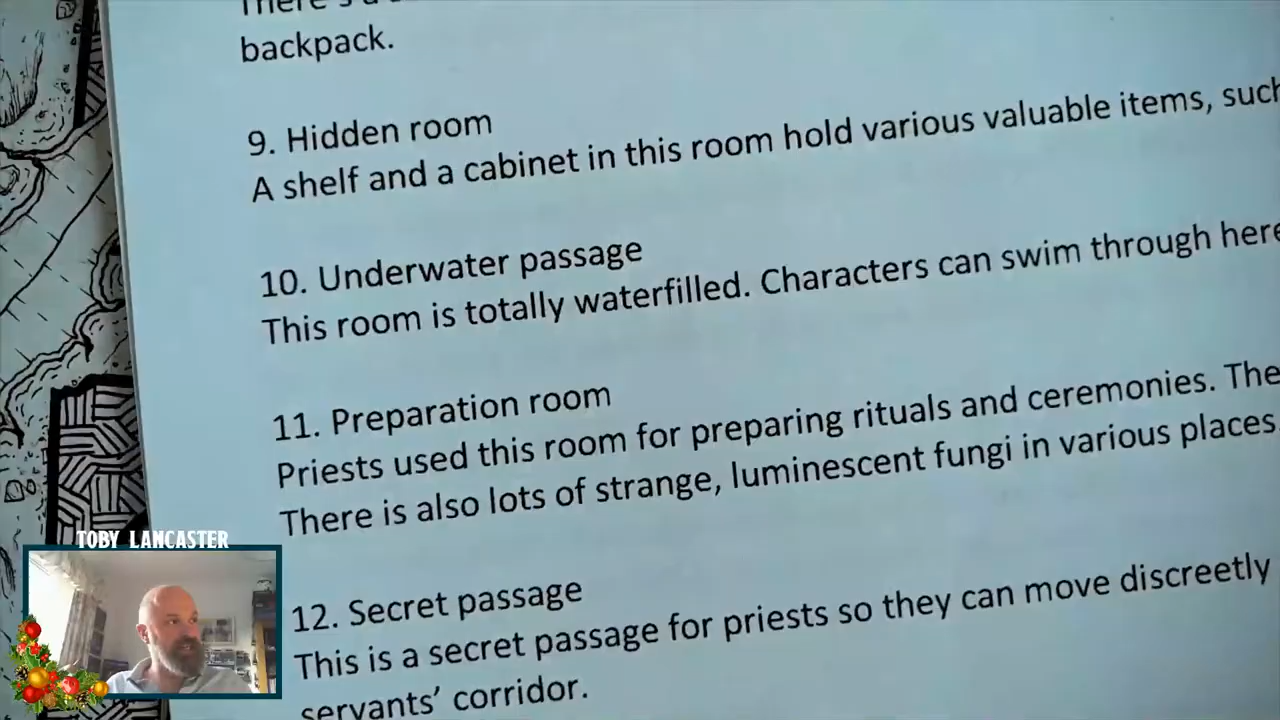 backpack.
9. Hidden room
A shelf and a cabinet in this room hold various valuable items, such
10. Underwater passage
This room is totally waterfilled. Characters can swim through here
11. Preparation room
Priests used this room for preparing rituals and ceremonies. The
There is also lots of strange, luminescent fungi in various places.
12. Secret passage
This is a secret passage for priests so they can move discreetly
servants' corridor.
TOBY LANCASTER